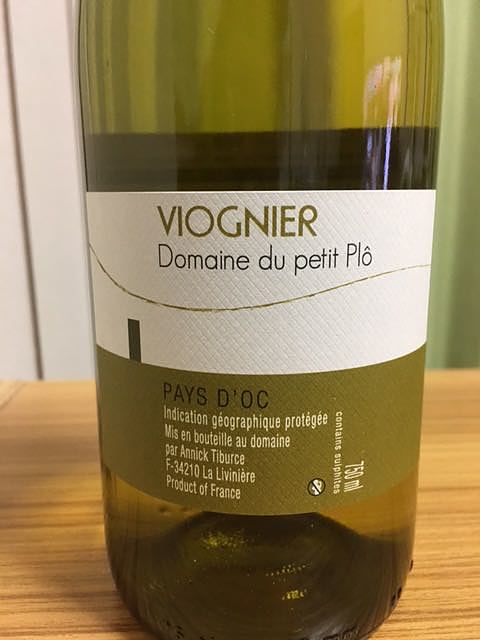 VIOGNIER
Domaine du petit Plô
PAYS D'OC
Indication géographique protégée
Mis en bouteille au domaine
par Annick Tiburce
F-34210 La Livinière
Product of France
contains sulphites
750 ml